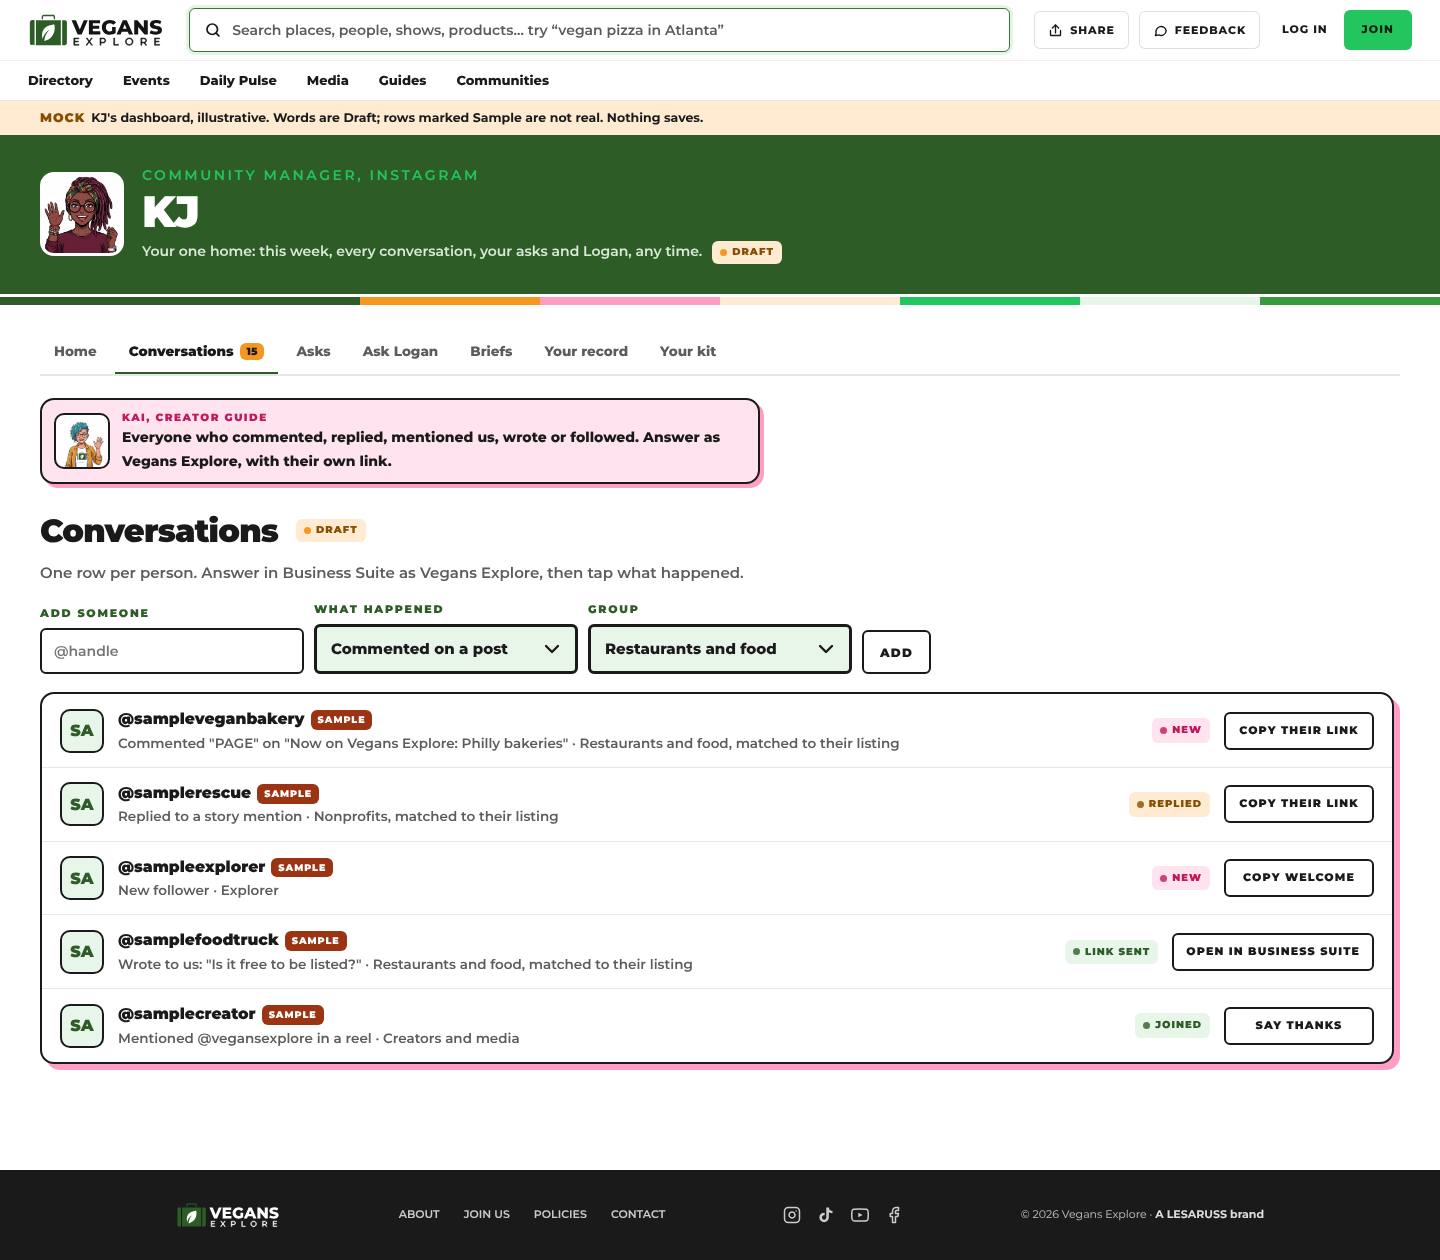 VEGANS
EXPLORE
Search places, people, shows, products... try “vegan pizza in Atlanta”
SHARE
FEEDBACK
LOG IN
JOIN
Directory
Events
Daily Pulse
Media
Guides
Communities
MOCK KJ's dashboard, illustrative. Words are Draft; rows marked Sample are not real. Nothing saves.
COMMUNITY MANAGER, INSTAGRAM
KJ
Your one home: this week, every conversation, your asks and Logan, any time.
DRAFT
Home
Conversations 15
Asks
Ask Logan
Briefs
Your record
Your kit
KAI, CREATOR GUIDE
Everyone who commented, replied, mentioned us, wrote or followed. Answer as
Vegans Explore, with their own link.
Conversations
DRAFT
One row per person. Answer in Business Suite as Vegans Explore, then tap what happened.
ADD SOMEONE
@handle
WHAT HAPPENED
Commented on a post
GROUP
Restaurants and food
ADD
SA
@sampleveganbakery SAMPLE
Commented "PAGE" on "Now on Vegans Explore: Philly bakeries" · Restaurants and food, matched to their listing
NEW
COPY THEIR LINK
SA
@samplerescue SAMPLE
Replied to a story mention · Nonprofits, matched to their listing
REPLIED
COPY THEIR LINK
SA
@sampleexplorer SAMPLE
New follower · Explorer
NEW
COPY WELCOME
SA
@samplefoodtruck SAMPLE
Wrote to us: "Is it free to be listed?" · Restaurants and food, matched to their listing
LINK SENT
OPEN IN BUSINESS SUITE
SA
@samplecreator SAMPLE
Mentioned @vegansexplore in a reel · Creators and media
JOINED
SAY THANKS
VEGANS
EXPLORE
ABOUT
JOIN US
POLICIES
CONTACT
© 2026 Vegans Explore · A LESARUSS brand